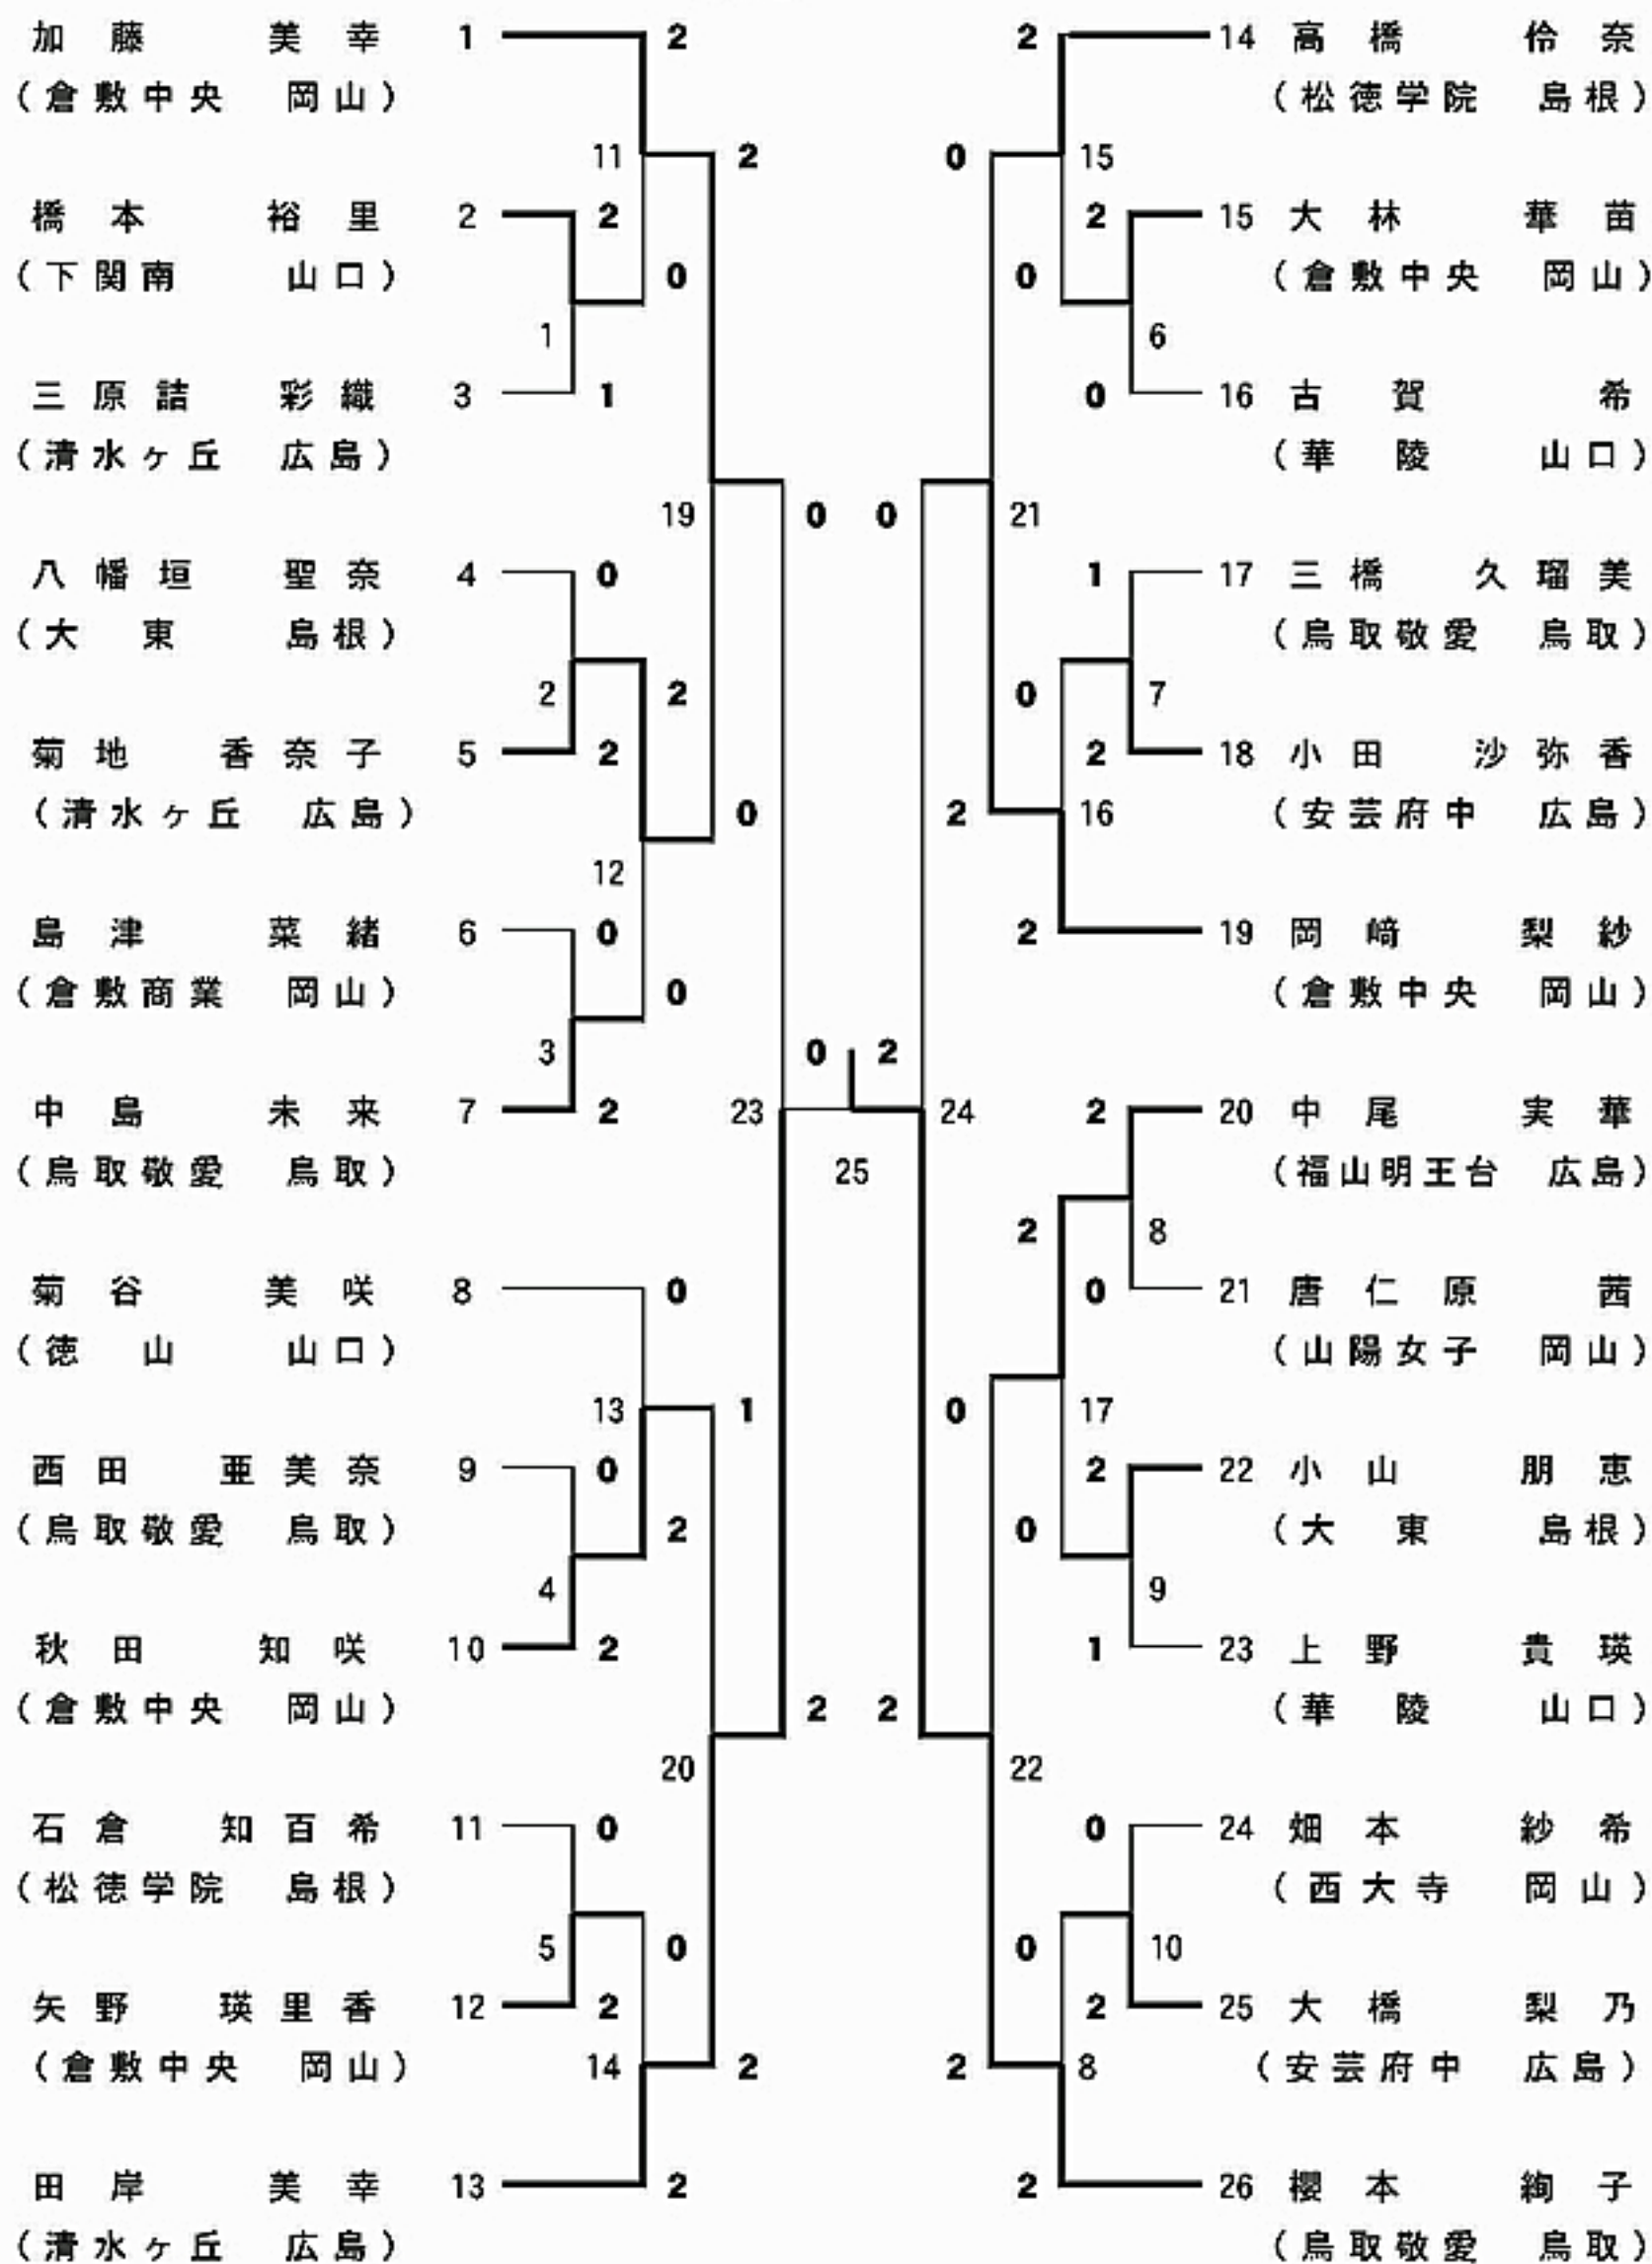 加藤 美幸 1 2 2 14 高橋 伶奈
(倉敷中央 岡山) (松徳学院 島根)
11 2 0 15
橋本 裕里 2 2 2 15 大林 華苗
(下関南 山口) 0 0 (倉敷中央 岡山)
1 6
三原詰 彩織 3 1 0 16 古賀 希
(清水ヶ丘 広島) (華陵 山口)
19 0 0 21
八幡垣 聖奈 4 0 1 17 三橋 久瑠美
(大東 島根) (鳥取敬愛 鳥取)
2 2 0 7
菊地 香奈子 5 2 2 18 小田 沙弥香
(清水ヶ丘 広島) 0 2 16 (安芸府中 広島)
12
島津 菜緒 6 0 2 19 岡﨑 梨紗
(倉敷商業 岡山) 0 (倉敷中央 岡山)
3 0 2
中島 未来 7 2 23 24 2 20 中尾 実華
(鳥取敬愛 鳥取) 25 (福山明王台 広島)
2 8
菊谷 美咲 8 0 0 21 唐仁原 茜
(徳山 山口) (山陽女子 岡山)
13 1 0 17
西田 亜美奈 9 0 2 22 小山 朋恵
(鳥取敬愛 鳥取) 2 0 (大東 島根)
4 9
秋田 知咲 10 2 1 23 上野 貴瑛
(倉敷中央 岡山) 2 2 (華陵 山口)
20 22
石倉 知百希 11 0 0 24 畑本 紗希
(松徳学院 島根) (西大寺 岡山)
5 0 0 10
矢野 瑛里香 12 2 2 25 大橋 梨乃
(倉敷中央 岡山) 14 2 2 8 (安芸府中 広島)
田岸 美幸 13 2 2 26 櫻本 絢子
(清水ヶ丘 広島) (鳥取敬愛 鳥取)